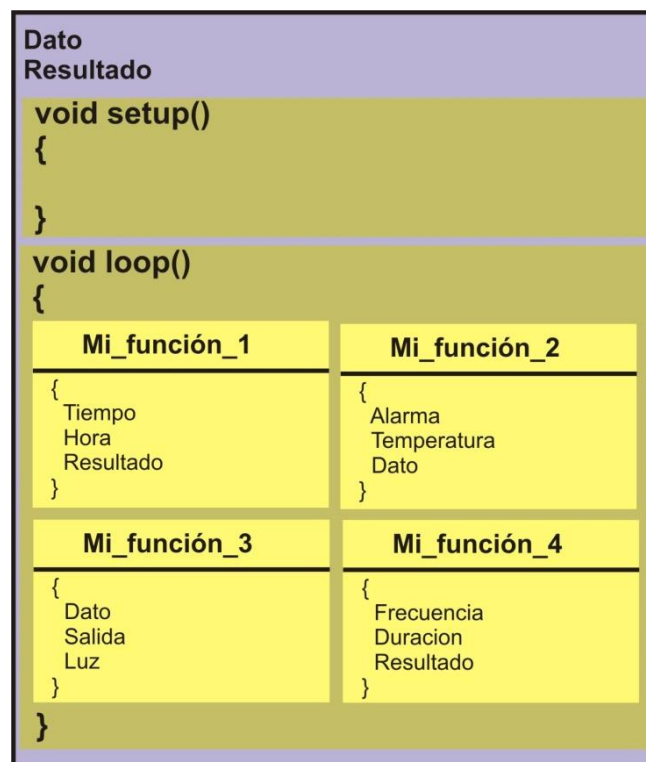 Dato
Resultado
void setup()
{
}
void loop()
{
Mi_función_1
{
Tiempo
Hora
Resultado
}
Mi_función_2
{
Alarma
Temperatura
Dato
}
Mi_función_3
{
Dato
Salida
Luz
}
Mi_función_4
{
Frecuencia
Duracion
Resultado
}
}